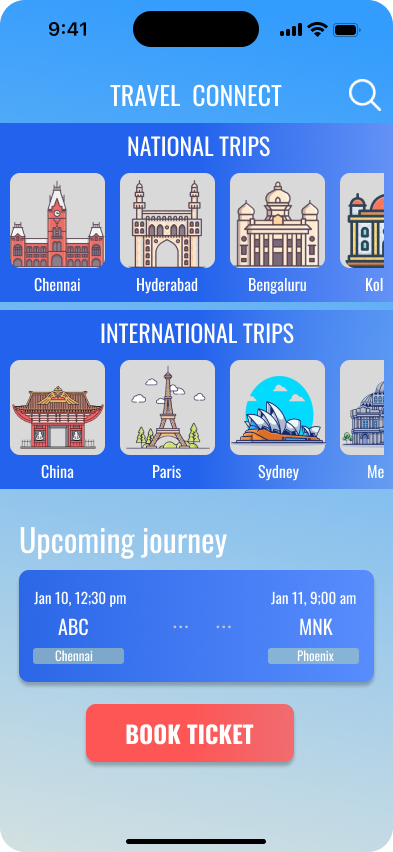 9:41
TRAVEL CONNECT
NATIONAL TRIPS
Chennai Hyderabad Bengaluru Kol
INTERNATIONAL TRIPS
China Paris Sydney Me
Upcoming journey
Jan 10, 12;30 pm Jan 11, 9;00 am
ABC ... ... MNK
Chennai Phoenix
BOOK TICKET